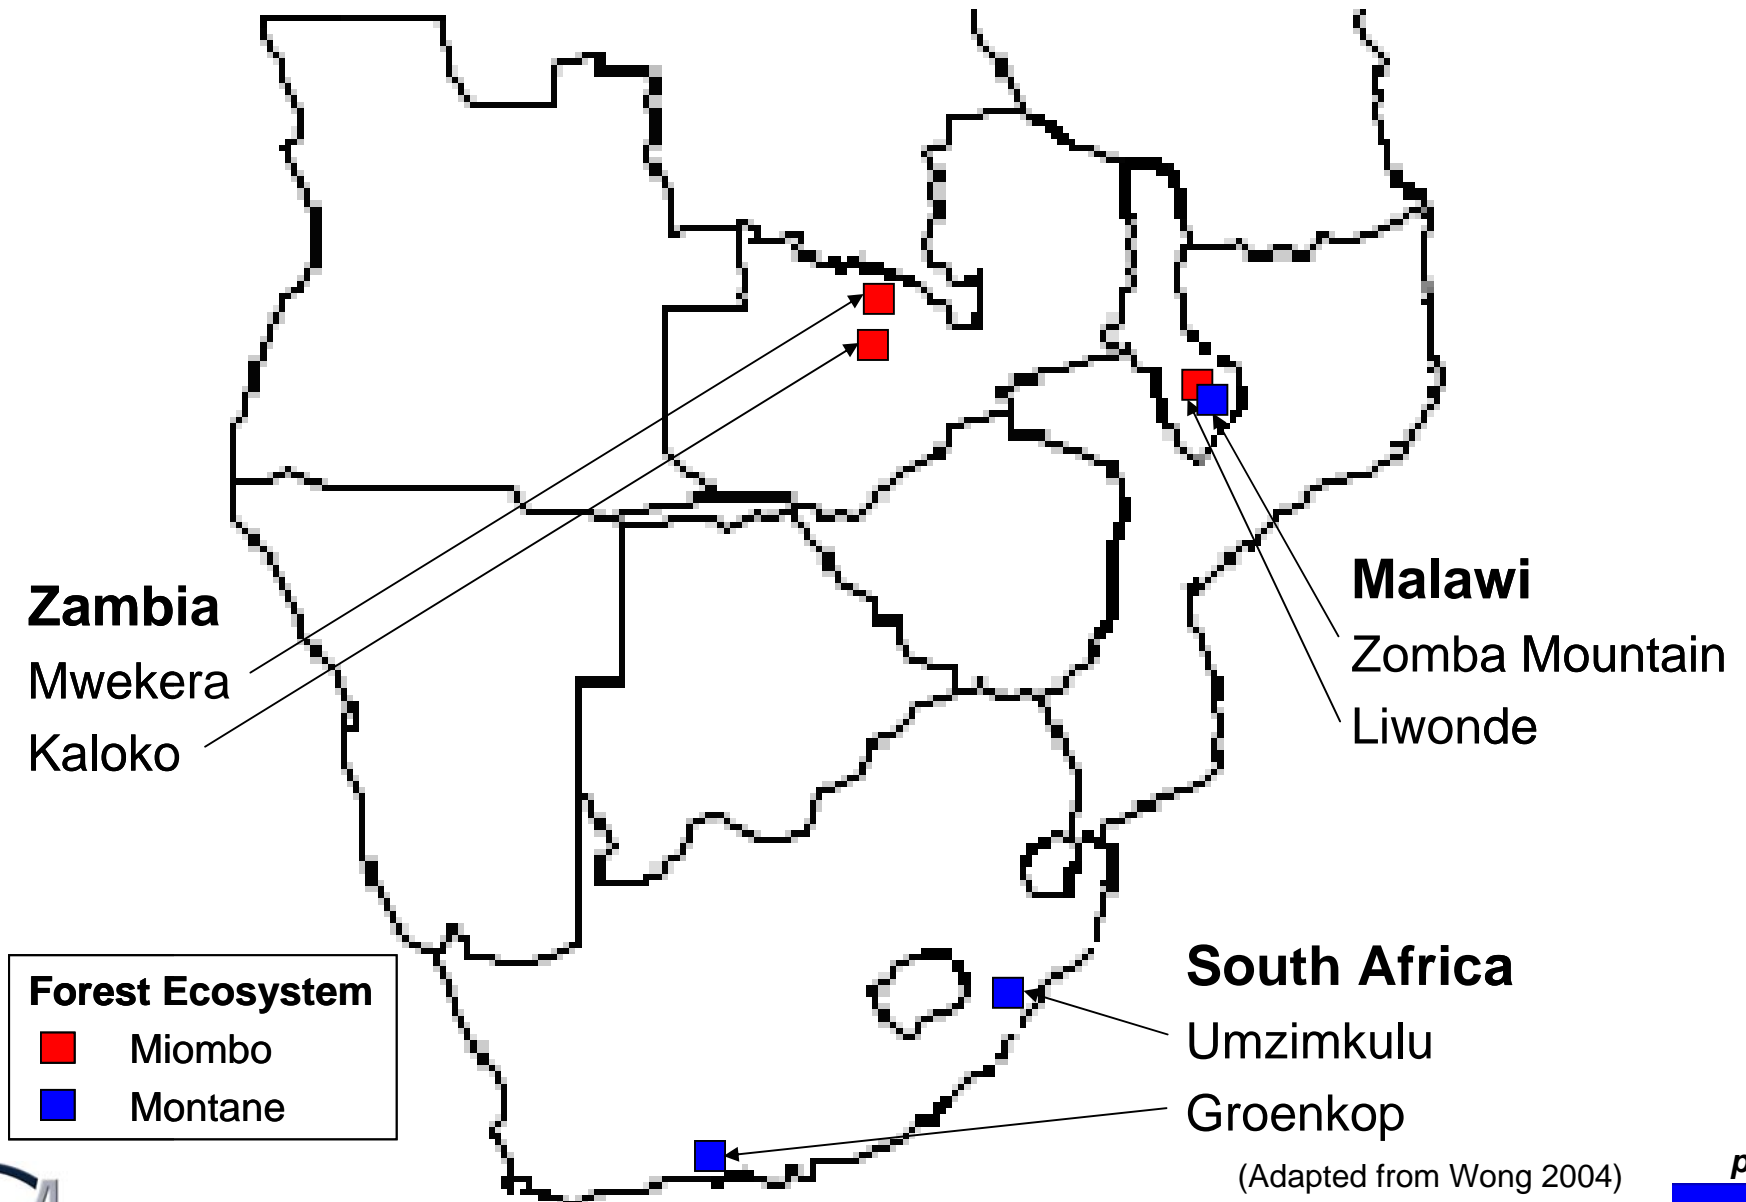 Zambia
Mwekera
Kaloko
Malawi
Zomba Mountain
Liwonde
Forest Ecosystem
Miombo
Montane
South Africa
Umzimkulu
Groenkop
(Adapted from Wong 2004)